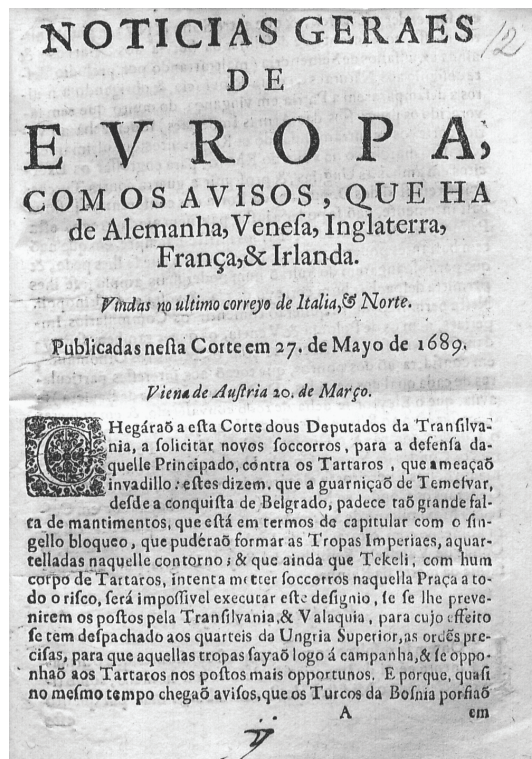 NOTICIAS GERAES
12
DE
EVROPA,
COM OS AVISOS, QUE HA
de Alemanha, Veneſa, Inglaterra,
França,& Irlanda.
Vindas no ultimo correyo de Italia,& Norte.
Publicadas neſta Corte em 27. de Mayo de 1689.
Viena de Auſtria 20. de Março.
CHegáraõ a eſta Corte dous Deputados da Tranſilva-
nia, a ſolicitar novos ſoccorros, para a defenſa da-
quelle Principado, contra os Tartaros, que ameaçaõ
invadillo: eſtes dizem, que a guarniçaõ de Temeſvar,
deſde a conquiſta de Belgrado, padece taõ grande fal-
ta de mantimentos, que eſtá em termos de capitular com o ſin-
gello bloqueo, que pudéraõ formar as Tropas Imperiaes, aquar-
telladas naquelle contorno; & que ainda que Tekeli, com hum
corpo de Tartaros, intenta metter ſoccorros naquella Praça a to-
do o riſco, ſerá impoſſivel executar eſte deſignio, ſe ſe lhe preve-
nirem os poſtos pela Tranſilvania,& Valaquia, para cujo effeito
ſe tem deſpachado aos quarteis da Ungria Superior, as ordẽs pre-
ciſas, para que aquellas tropas ſayaõ logo á campanha,& ſe oppo-
nhaõ aos Tartaros nos poſtos mais opportunos. E porque, quaſi
no meſmo tempo chegaõ aviſos,que os Turcos da Boſnia porfiaõ
A em